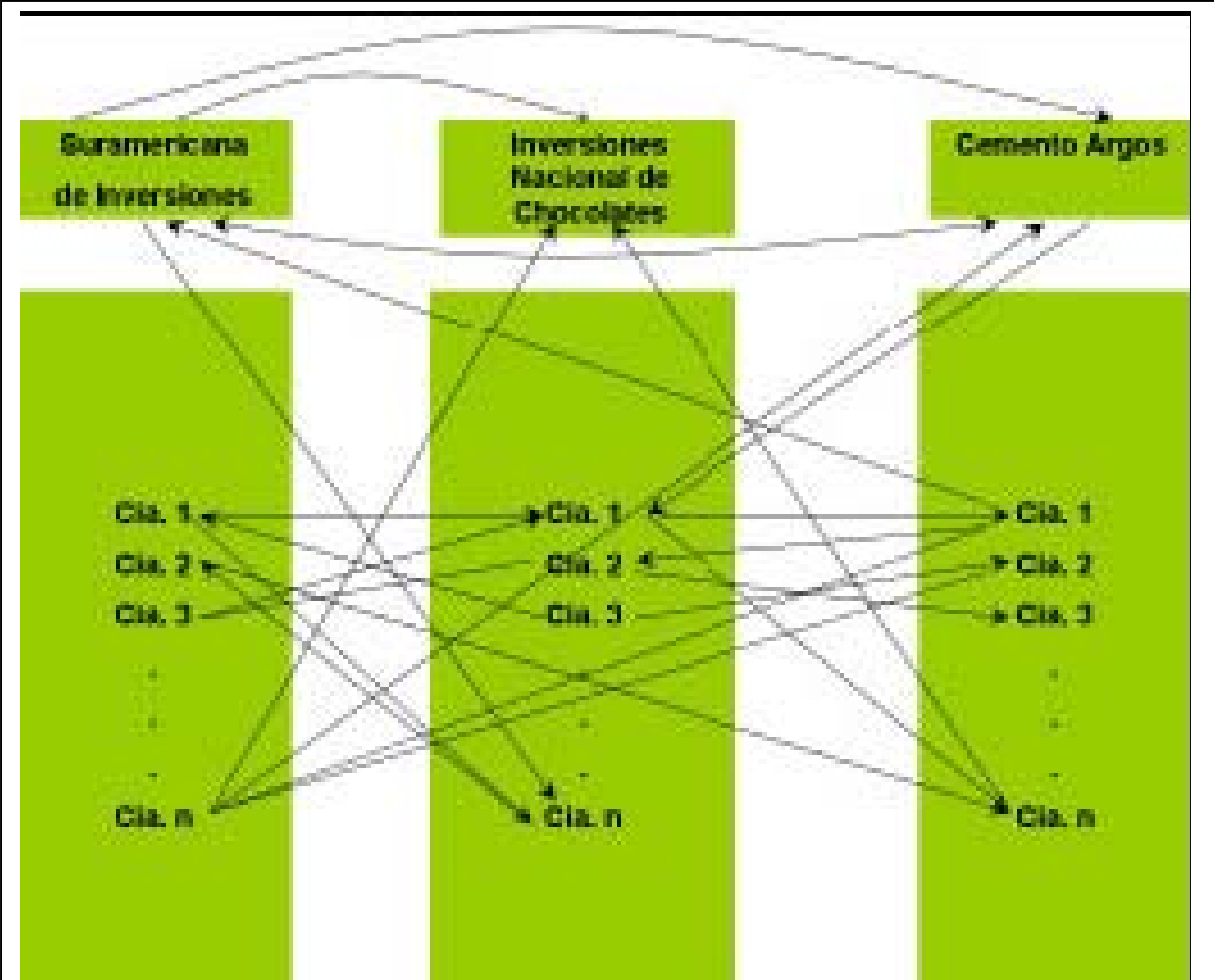 Suramericana
de Inversiones
Inversiones
Nacional de
Chocolates
Cemento Argos
Cia. 1
Cia. 2
Cia. 3
.
.
.
Cia. n
Cia. 1
Cia. 2
Cia. 3
.
.
.
Cia. n
Cia. 1
Cia. 2
Cia. 3
.
.
.
Cia. n